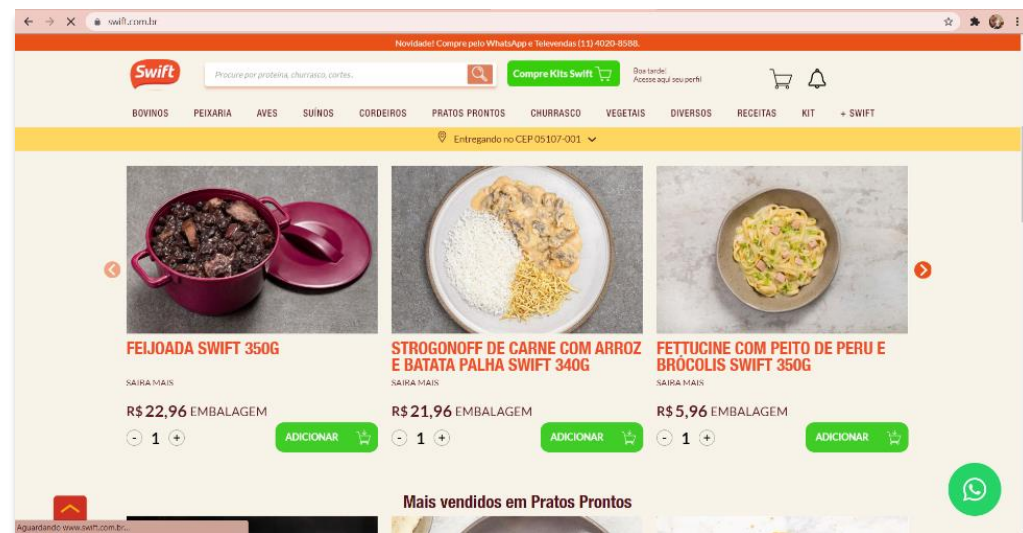 swift.com.br
Novidade! Compre pelo WhatsApp e Televendas (11) 4020-8588.
Swift
Procure por proteína, churrasco, cortes.
Compre Kits Swift
Boa tarde!
Acesse aqui seu perfil
BOVINOS PEIXARIA AVES SUÍNOS CORDEIROS PRATOS PRONTOS CHURRASCO VEGETAIS DIVERSOS RECEITAS KIT + SWIFT
Entregando no CEP 05107-001
FEIJOADA SWIFT 350G
SAIBA MAIS
R$ 22,96 EMBALAGEM
- 1 +
ADICIONAR
STROGONOFF DE CARNE COM ARROZ
E BATATA PALHA SWIFT 340G
SAIBA MAIS
R$ 21,96 EMBALAGEM
- 1 +
ADICIONAR
FETTUCINE COM PEITO DE PERU E
BRÓCOLIS SWIFT 350G
SAIBA MAIS
R$ 5,96 EMBALAGEM
- 1 +
ADICIONAR
Mais vendidos em Pratos Prontos
Aguardando www.swift.com.br...